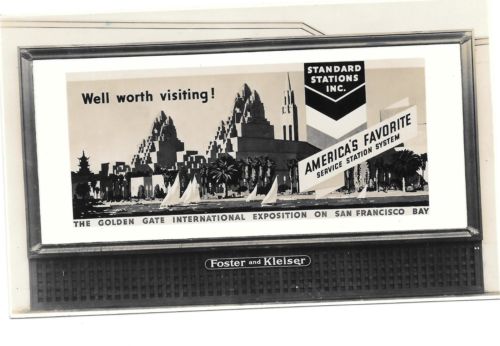 Well worth visiting!
STANDARD
STATIONS
INC.
AMERICA'S FAVORITE
SERVICE STATION SYSTEM
THE GOLDEN GATE INTERNATIONAL EXPOSITION ON SAN FRANCISCO BAY
Foster and Kleiser